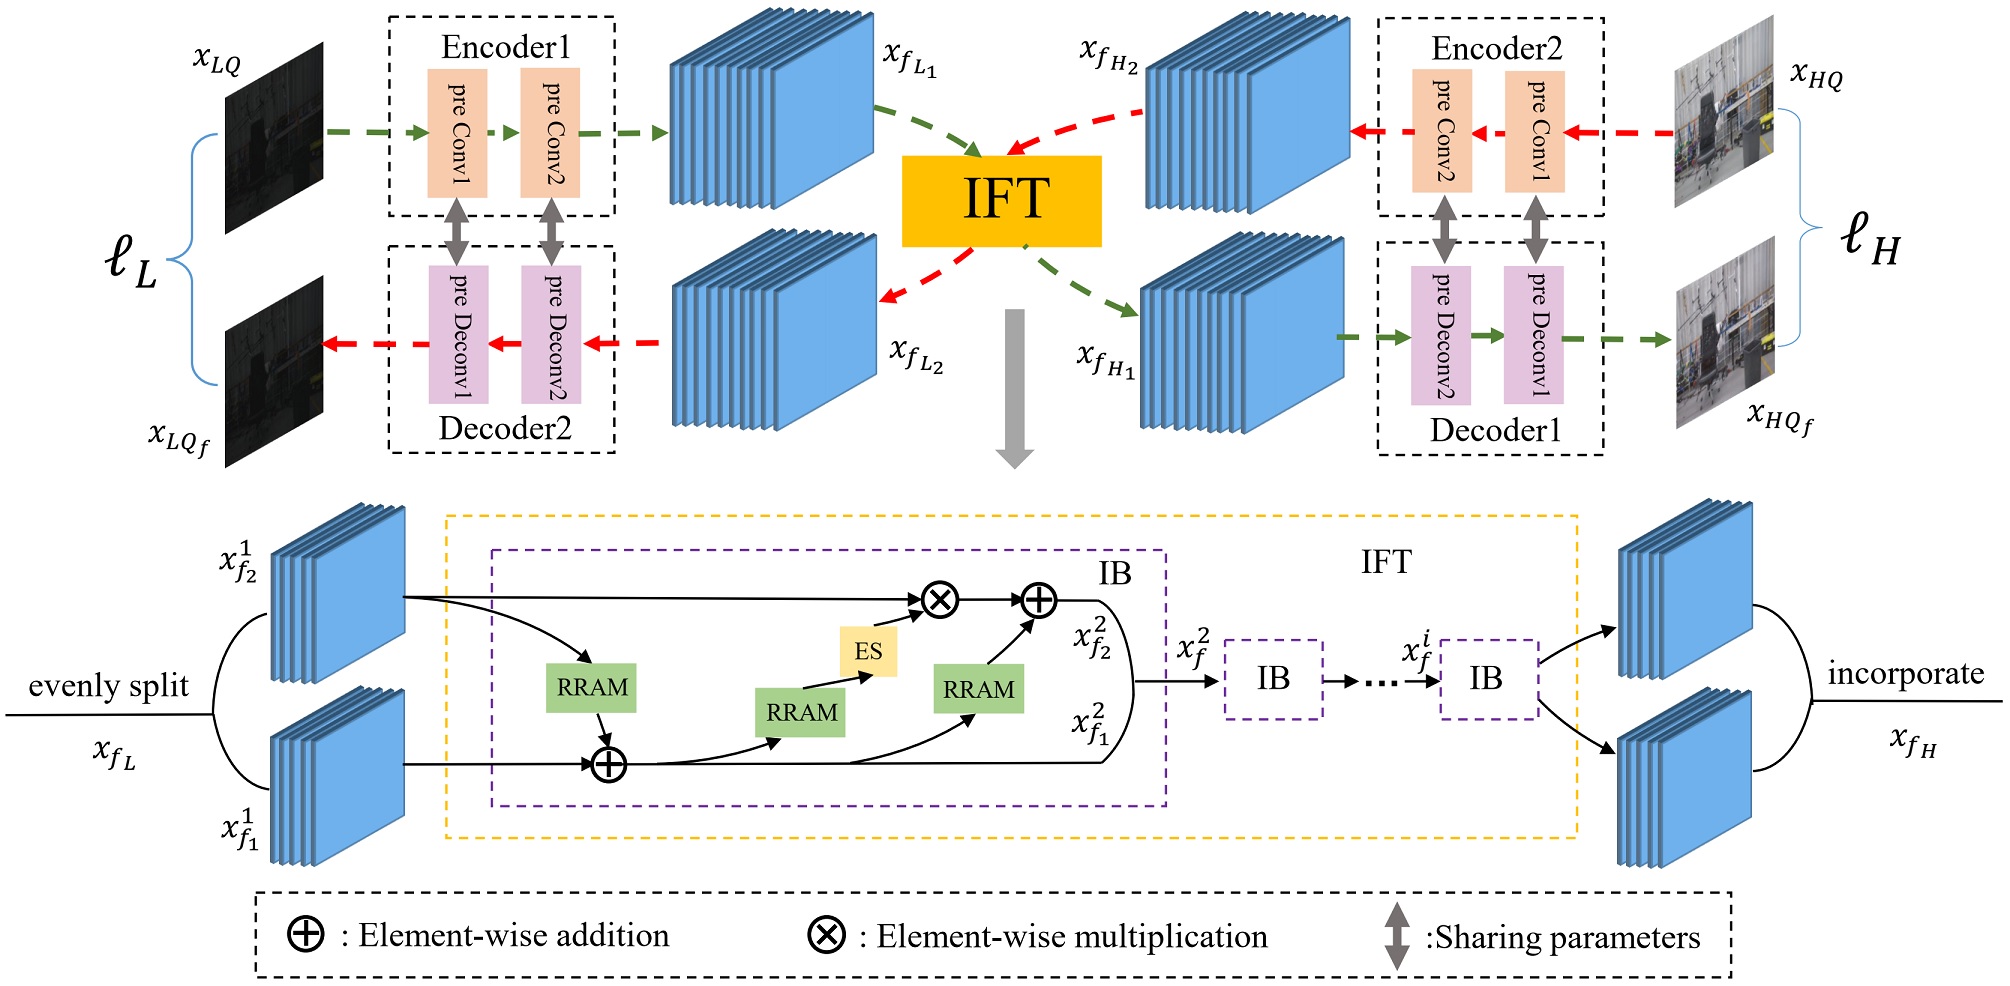 x_{LQ}
Encoder1
pre Conv1
pre Conv2
x_{f_{L_1}}
x_{f_{H_2}}
Encoder2
pre Conv2
pre Conv1
x_{HQ}
IFT
ℓ_L
ℓ_H
pre Deconv1
pre Deconv2
Decoder2
x_{LQ_f}
x_{f_{L_2}}
x_{f_{H_1}}
pre Deconv2
pre Deconv1
Decoder1
x_{HQ_f}
x_{f_2}^1
IB
IFT
ES
RRAM
RRAM
RRAM
x_{f_2}^2
x_f^2
IB
x_f^i
IB
evenly split
x_{f_L}
x_{f_1}^2
incorporate
x_{f_H}
x_{f_1}^1
⊕ : Element-wise addition
⊗ : Element-wise multiplication
:Sharing parameters